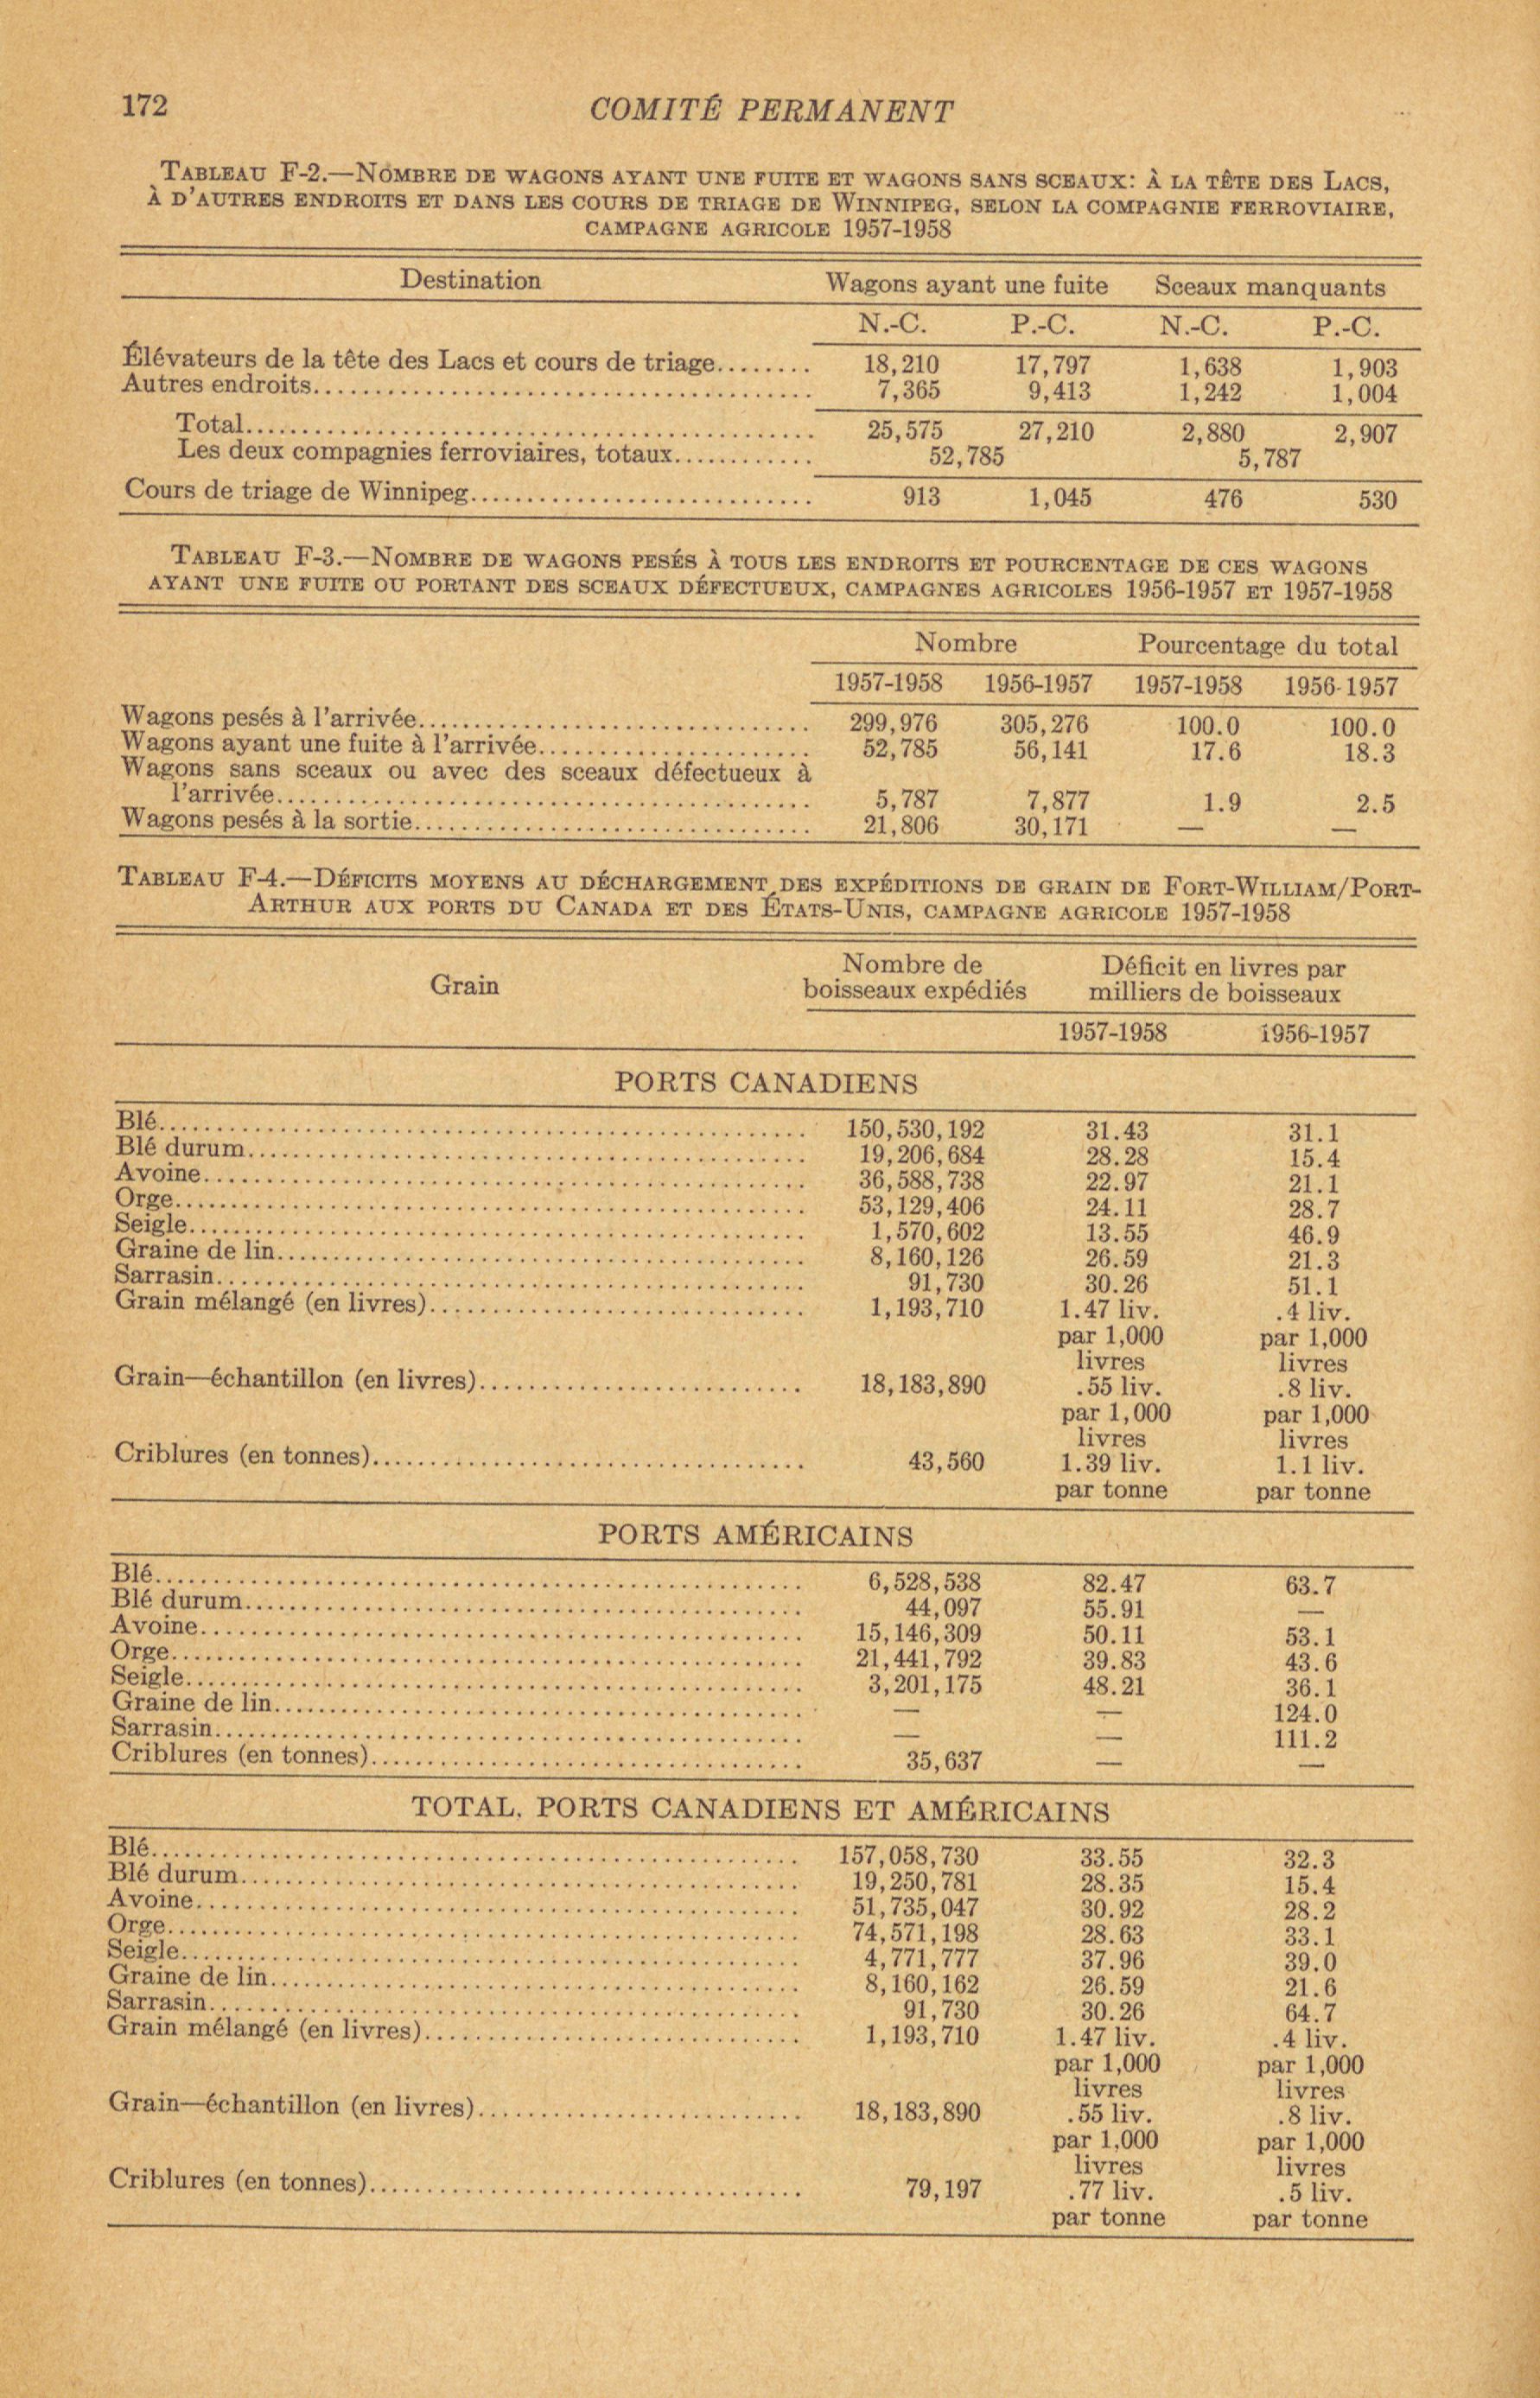 172
COMITÉ PERMANENT
TABLEAU F-2.—NOMBRE DE WAGONS AYANT UNE FUITE ET WAGONS SANS SCEAUX: À LA TÊTE DES LACS,
À D'AUTRES ENDROITS ET DANS LES COURS DE TRIAGE DE WINNIPEG, SELON LA COMPAGNIE FERROVIAIRE,
CAMPAGNE AGRICOLE 1957-1958
Destination Wagons ayant une fuite Sceaux manquants
N.-C. P.-C. N.-C. P.-C.
Élévateurs de la tête des Lacs et cours de triage........ 18,210 17,797 1,638 1,903
Autres endroits........ 7,365 9,413 1,242 1,004
Total........ 25,575 27,210 2,880 2,907
Les deux compagnies ferroviaires, totaux........ 52,785 5,787
Cours de triage de Winnipeg........ 913 1,045 476 530
TABLEAU F-3.—NOMBRE DE WAGONS PESÉS À TOUS LES ENDROITS ET POURCENTAGE DE CES WAGONS
AYANT UNE FUITE OU PORTANT DES SCEAUX DÉFECTUEUX, CAMPAGNES AGRICOLES 1956-1957 ET 1957-1958
Nombre Pourcentage du total
1957-1958 1956-1957 1957-1958 1956-1957
Wagons pesés à l'arrivée........ 299,976 305,276 100.0 100.0
Wagons ayant une fuite à l'arrivée........ 52,785 56,141 17.6 18.3
Wagons sans sceaux ou avec des sceaux défectueux à
l'arrivée........ 5,787 7,877 1.9 2.5
Wagons pesés à la sortie........ 21,806 30,171 — —
TABLEAU F-4.—DÉFICITS MOYENS AU DÉCHARGEMENT DES EXPÉDITIONS DE GRAIN DE FORT-WILLIAM/PORT-
ARTHUR AUX PORTS DU CANADA ET DES ÉTATS-UNIS, CAMPAGNE AGRICOLE 1957-1958
Nombre de Déficit en livres par
Grain boisseaux expédiés milliers de boisseaux
1957-1958 1956-1957
PORTS CANADIENS
Blé........ 150,530,192 31.43 31.1
Blé durum........ 19,206,684 28.28 15.4
Avoine........ 36,588,738 22.97 21.1
Orge........ 53,129,406 24.11 28.7
Seigle........ 1,570,602 13.55 46.9
Graine de lin........ 8,160,126 26.59 21.3
Sarrasin........ 91,730 30.26 51.1
Grain mélangé (en livres)........ 1,193,710 1.47 liv. .4 liv.
par 1,000 par 1,000
livres livres
Grain—échantillon (en livres)........ 18,183,890 .55 liv. .8 liv.
par 1,000 par 1,000
livres livres
Criblures (en tonnes)........ 43,560 1.39 liv. 1.1 liv.
par tonne par tonne
PORTS AMÉRICAINS
Blé........ 6,528,538 82.47 63.7
Blé durum........ 44,097 55.91 —
Avoine........ 15,146,309 50.11 53.1
Orge........ 21,441,792 39.83 43.6
Seigle........ 3,201,175 48.21 36.1
Graine de lin........ — — 124.0
Sarrasin........ — — 111.2
Criblures (en tonnes)........ 35,637 — —
TOTAL, PORTS CANADIENS ET AMÉRICAINS
Blé........ 157,058,730 33.55 32.3
Blé durum........ 19,250,781 28.35 15.4
Avoine........ 51,735,047 30.92 28.2
Orge........ 74,571,198 28.63 33.1
Seigle........ 4,771,777 37.96 39.0
Graine de lin........ 8,160,162 26.59 21.6
Sarrasin........ 91,730 30.26 64.7
Grain mélangé (en livres)........ 1,193,710 1.47 liv. .4 liv.
par 1,000 par 1,000
livres livres
Grain—échantillon (en livres)........ 18,183,890 .55 liv. .8 liv.
par 1,000 par 1,000
livres livres
Criblures (en tonnes)........ 79,197 .77 liv. .5 liv.
par tonne par tonne